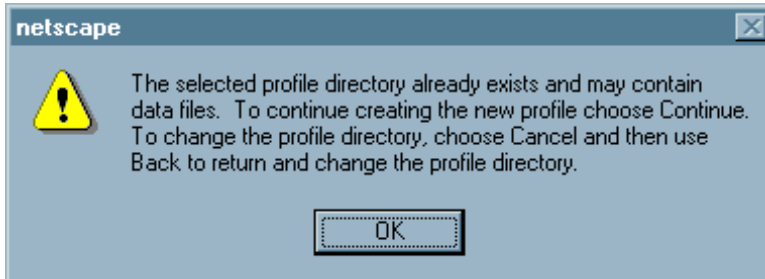 netscape
The selected profile directory already exists and may contain
data files.  To continue creating the new profile choose Continue.
To change the profile directory, choose Cancel and then use
Back to return and change the profile directory.
OK